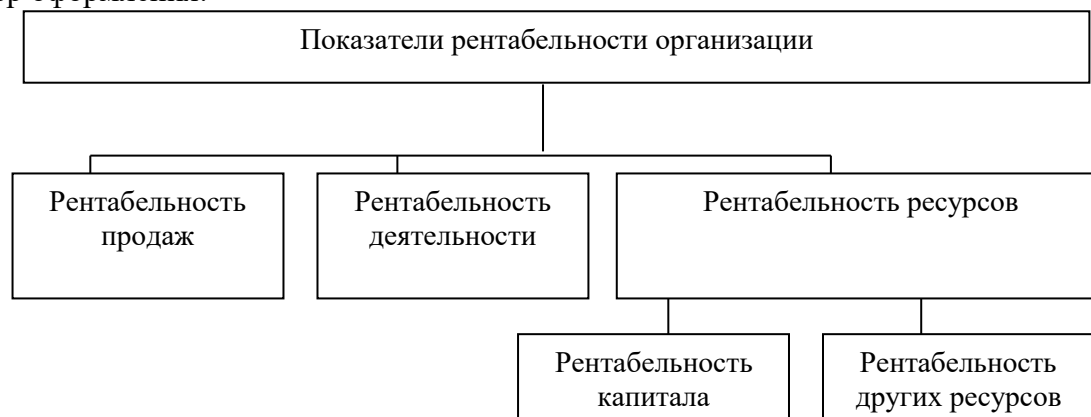 Показатели рентабельности организации
Рентабельность
продаж
Рентабельность
деятельности
Рентабельность ресурсов
Рентабельность
капитала
Рентабельность
других ресурсов